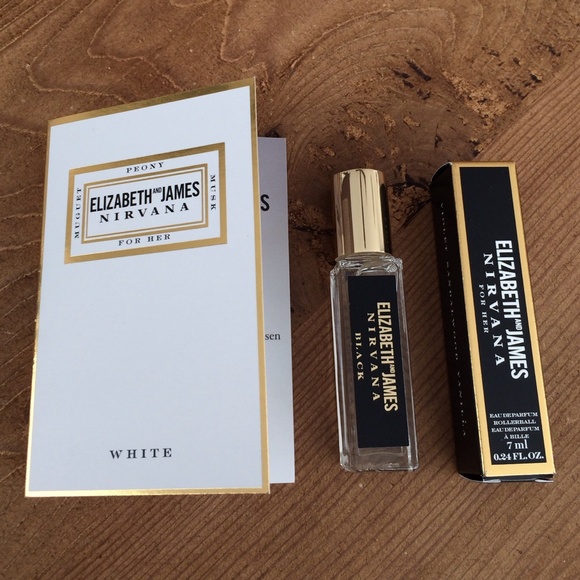 PEONY
MUGUET
ELIZABETH AND JAMES
NIRVANA
MUSK
FOR HER
WHITE
S
sen
ELIZABETH AND JAMES
NIRVANA
BLACK
ELIZABETH AND JAMES
NIRVANA
FOR HER
EAU DE PARFUM
ROLLERBALL
EAU DE PARFUM
À BILLE
7 ml
0.24 FL. OZ.